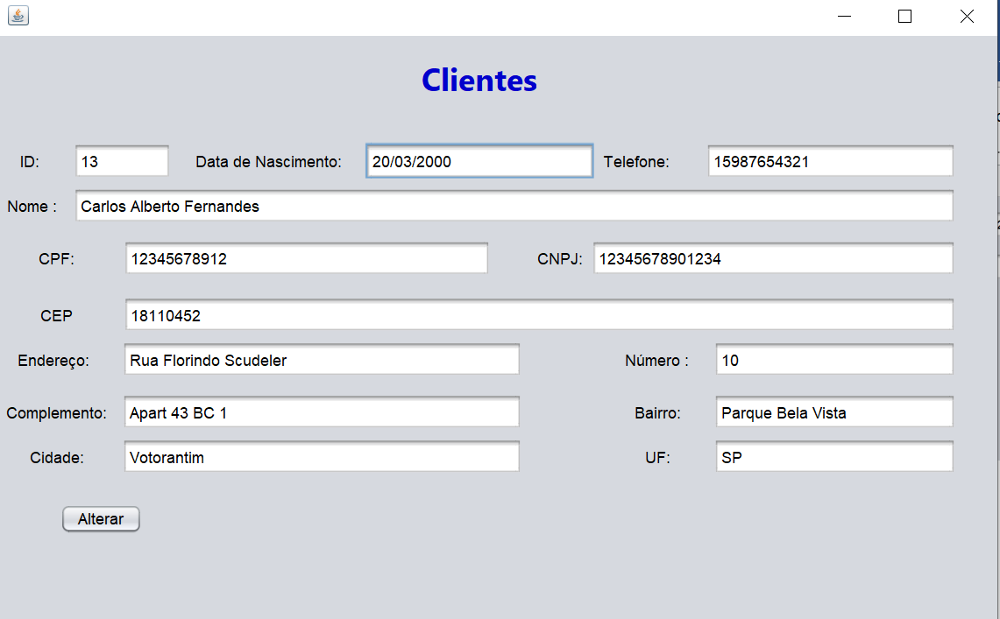 Clientes
ID: 13 Data de Nascimento: 20/03/2000 Telefone: 15987654321
Nome : Carlos Alberto Fernandes
CPF: 12345678912 CNPJ: 12345678901234
CEP 18110452
Endereço: Rua Florindo Scudeler Número : 10
Complemento: Apart 43 BC 1 Bairro: Parque Bela Vista
Cidade: Votorantim UF: SP
Alterar